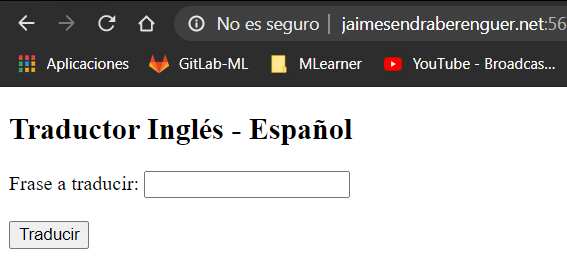 No es seguro | jaimesendraberenguer.net:56
Aplicaciones GitLab-ML MLearner YouTube - Broadcas...
Traductor Inglés - Español
Frase a traducir:
Traducir